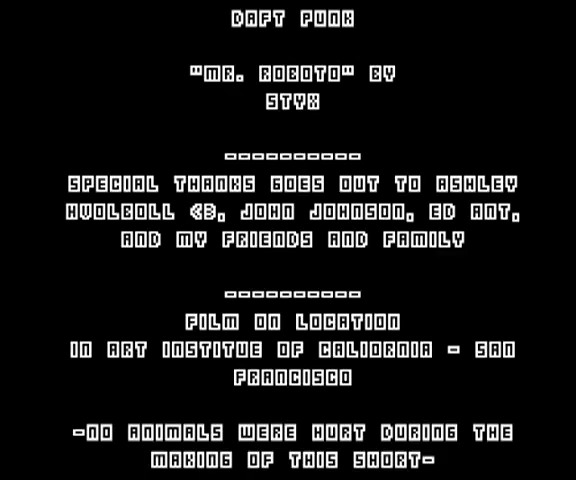 DAFT PUNK
"MR. ROBOTO" BY
STYX
----------
SPECIAL THANKS GOES OUT TO ASHLEY
HVOLBOLL <3, JOHN JOHNSON, ED ANT,
AND MY FRIENDS AND FAMILY
----------
FILM ON LOCATION
IN ART INSTITUE OF CALIORNIA - SAN
FRANCISCO
-NO ANIMALS WERE HURT DURING THE
MAKING OF THIS SHORT-